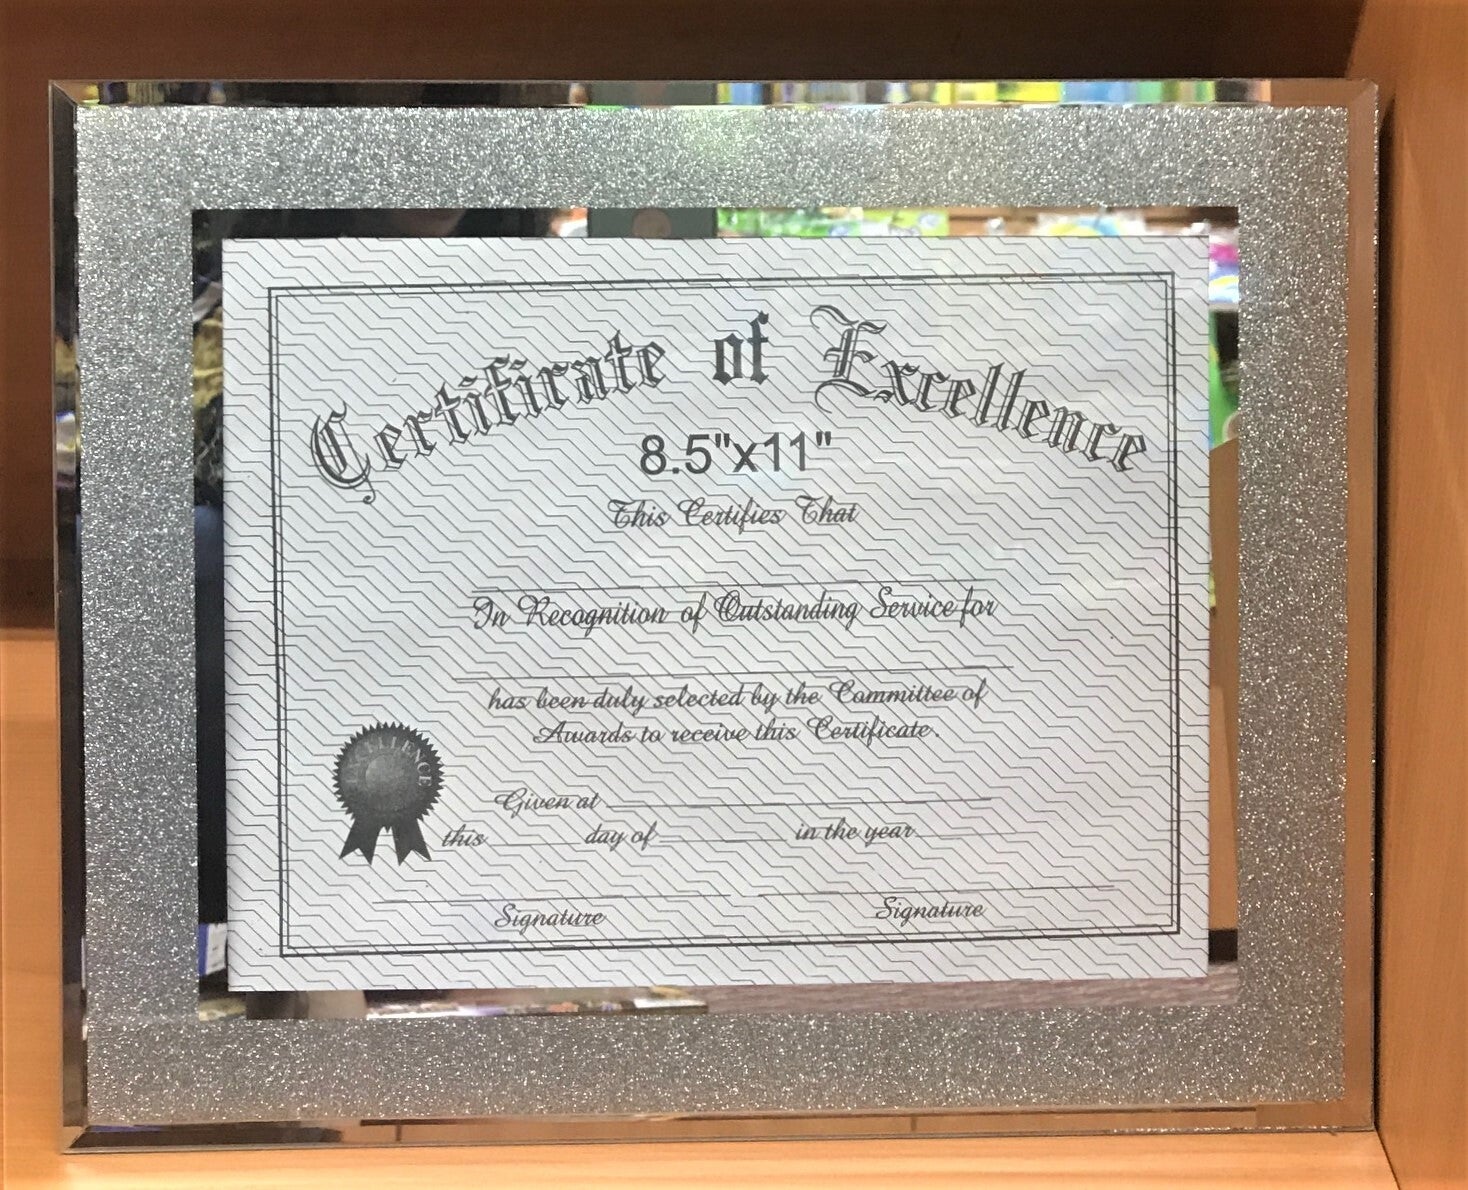 Certificate of Excellence
8.5"x11"
This Certifies That
In Recognition of Outstanding Service for
has been duly selected by the Committee of
Awards to receive this Certificate.
EXCELLENCE
Given at
this day of in the year
Signature Signature